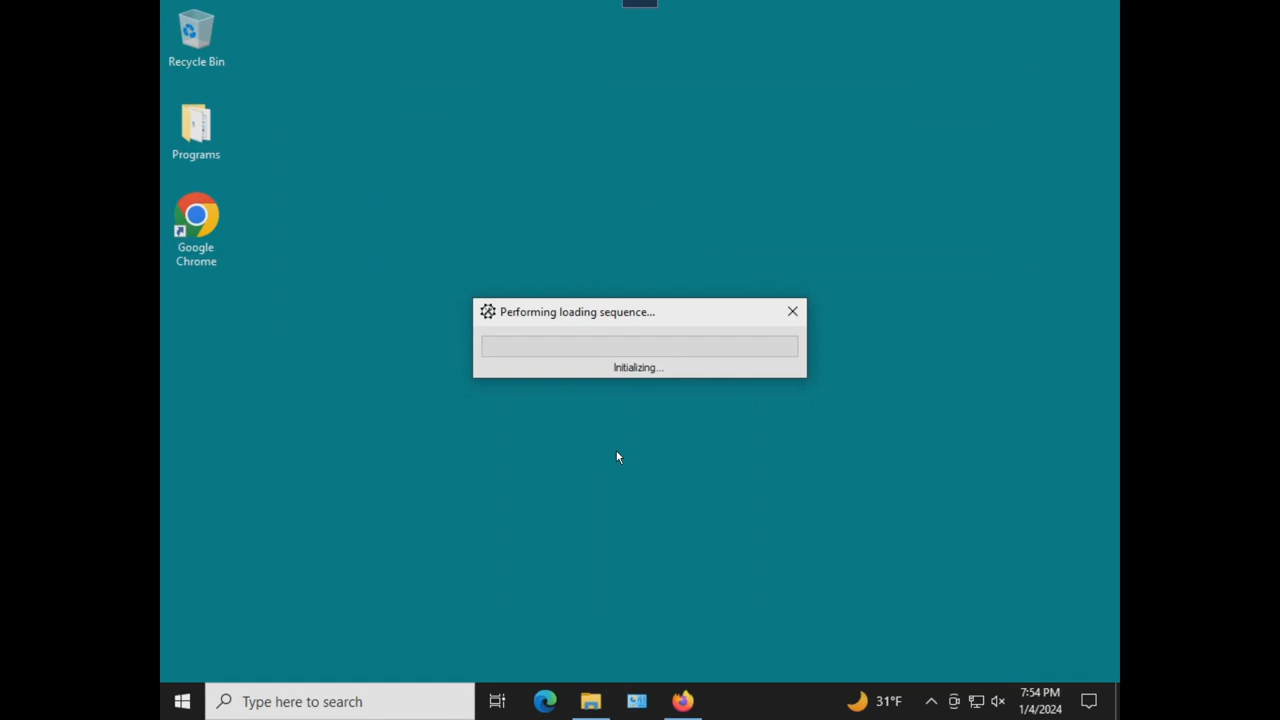 Recycle Bin
Programs
Google
Chrome
Performing loading sequence...
Initializing...
Type here to search
31°F
7:54 PM
1/4/2024